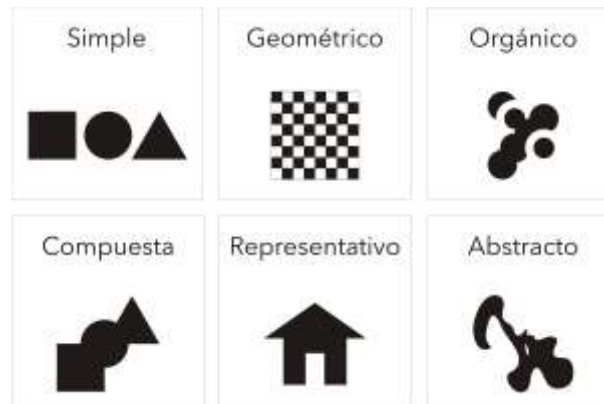 Simple
Geométrico
Orgánico
Compuesta
Representativo
Abstracto